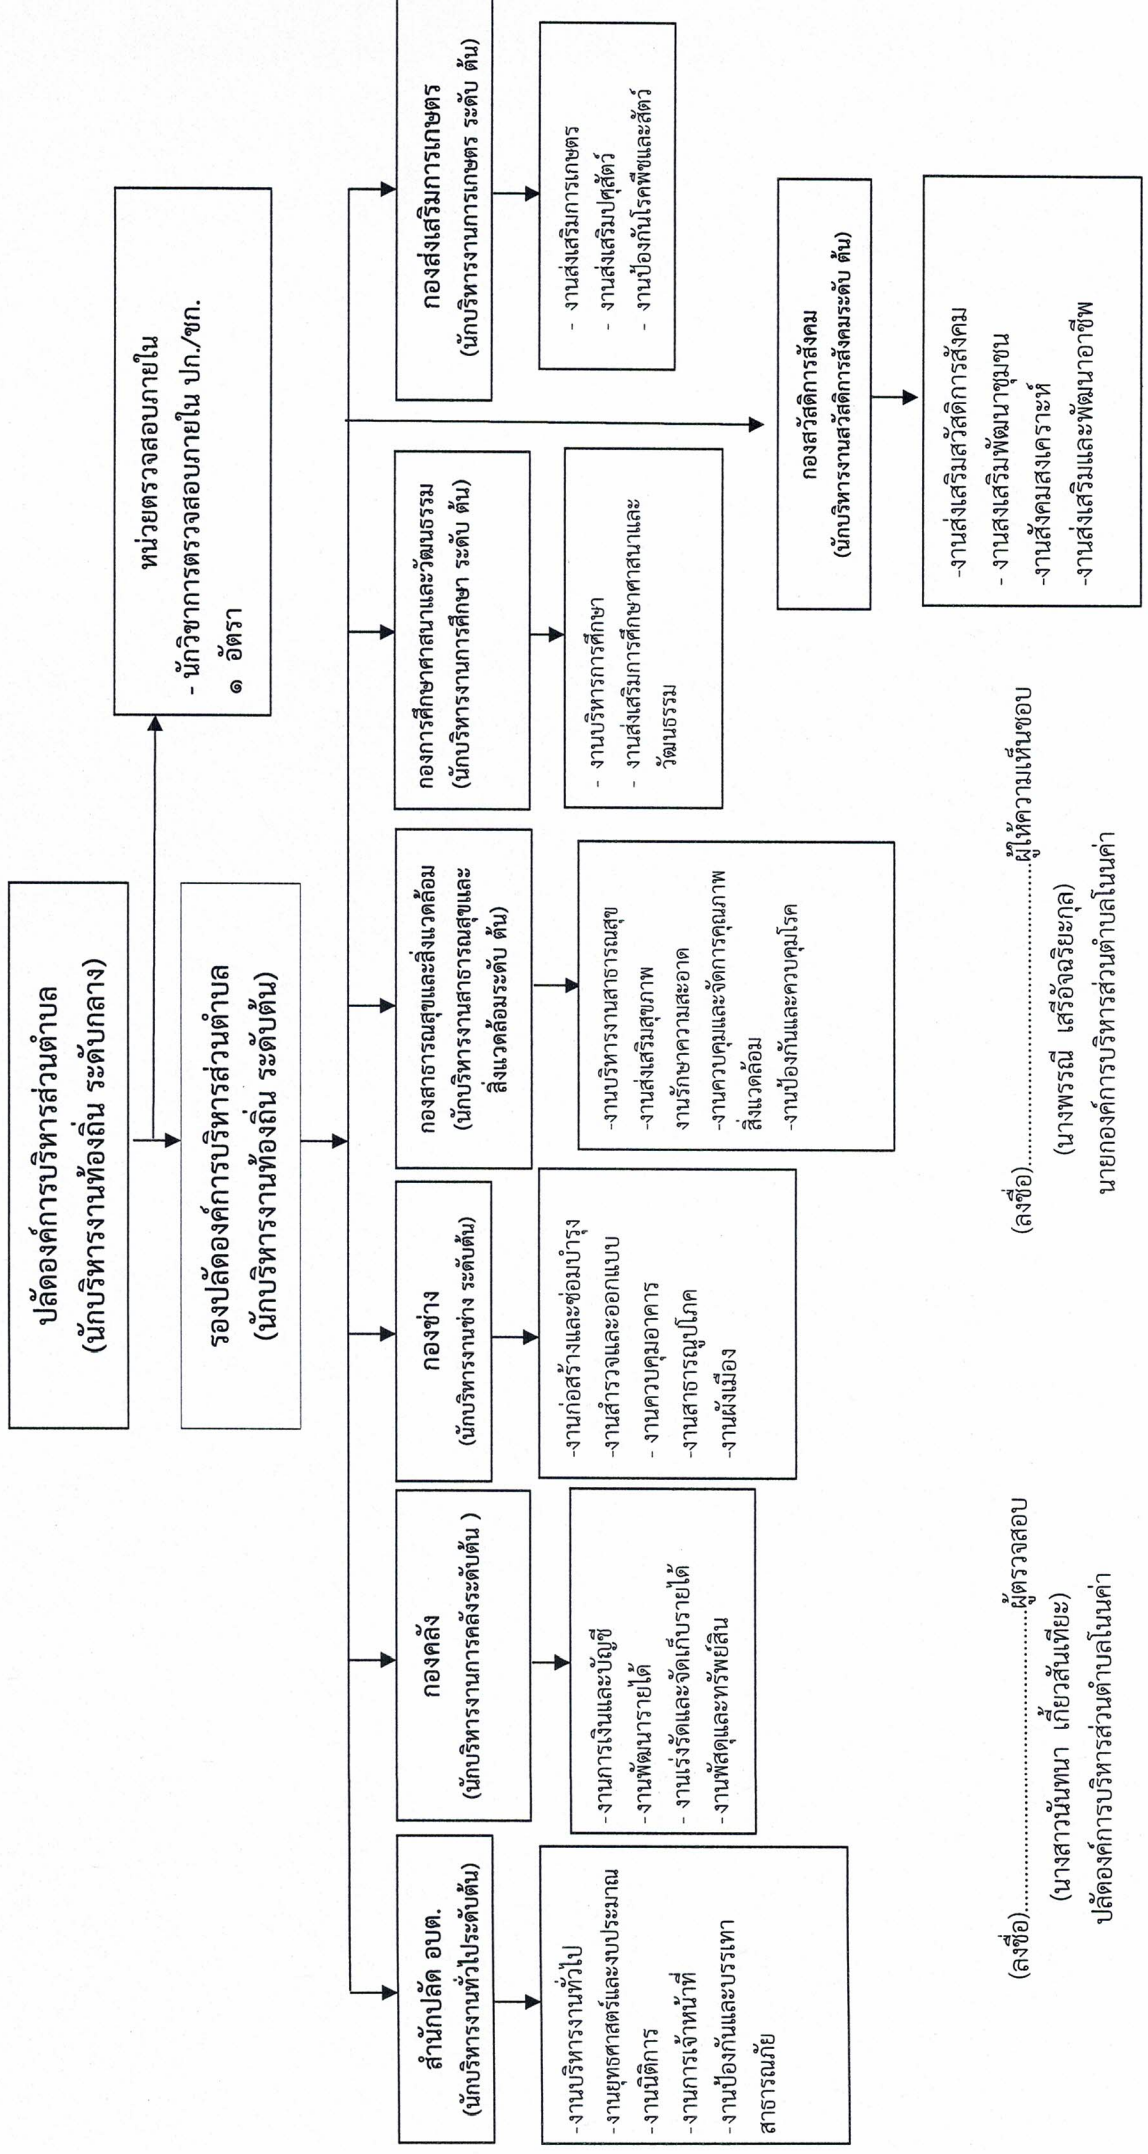 ปลัดองค์การบริหารส่วนตำบล
(นักบริหารงานท้องถิ่น ระดับกลาง)
หน่วยตรวจสอบภายใน
- นักวิชาการตรวจสอบภายใน ปก./ชก.
๑ อัตรา
รองปลัดองค์การบริหารส่วนตำบล
(นักบริหารงานท้องถิ่น ระดับต้น)
สำนักปลัด อบต.
(นักบริหารงานทั่วไประดับต้น)
-งานบริหารงานทั่วไป
-งานยุทธศาสตร์และงบประมาณ
-งานนิติการ
-งานการเจ้าหน้าที่
-งานป้องกันและบรรเทา
สาธารณภัย
กองคลัง
(นักบริหารงานการคลังระดับต้น )
-งานการเงินและบัญชี
-งานพัฒนารายได้
- งานเร่งรัดและจัดเก็บรายได้
-งานพัสดุและทรัพย์สิน
กองช่าง
(นักบริหารงานช่าง ระดับต้น)
-งานก่อสร้างและซ่อมบำรุง
-งานสำรวจและออกแบบ
- งานควบคุมอาคาร
-งานสาธารณูปโภค
-งานผังเมือง
กองสาธารณสุขและสิ่งแวดล้อม
(นักบริหารงานสาธารณสุขและ
สิ่งแวดล้อมระดับ ต้น)
-งานบริหารงานสาธารณสุข
-งานส่งเสริมสุขภาพ
งานรักษาความสะอาด
-งานควบคุมและจัดการคุณภาพ
สิ่งแวดล้อม
-งานป้องกันและควบคุมโรค
กองการศึกษาศาสนาและวัฒนธรรม
(นักบริหารงานการศึกษา ระดับ ต้น)
- งานบริหารการศึกษา
- งานส่งเสริมการศึกษาศาสนาและ
วัฒนธรรม
กองส่งเสริมการเกษตร
(นักบริหารงานการเกษตร ระดับ ต้น)
- งานส่งเสริมการเกษตร
- งานส่งเสริมปศุสัตว์
- งานป้องกันโรคพืชและสัตว์
กองสวัสดิการสังคม
(นักบริหารงานสวัสดิการสังคมระดับ ต้น)
-งานส่งเสริมสวัสดิการสังคม
- งานสงเสริมพัฒนาชุมชน
-งานสังคมสงเคราะห์
-งานส่งเสริมและพัฒนาอาชีพ
(ลงชื่อ)........................................................ผู้ตรวจสอบ
(นางสาวนันทนา เกี้ยวสันเทียะ)
ปลัดองค์การบริหารส่วนตำบลโนนค่า
(ลงชื่อ)........................................................ผู้ให้ความเห็นชอบ
(นางพรรณี เสรีอัจฉริยะกุล)
นายกองค์การบริหารส่วนตำบลโนนค่า